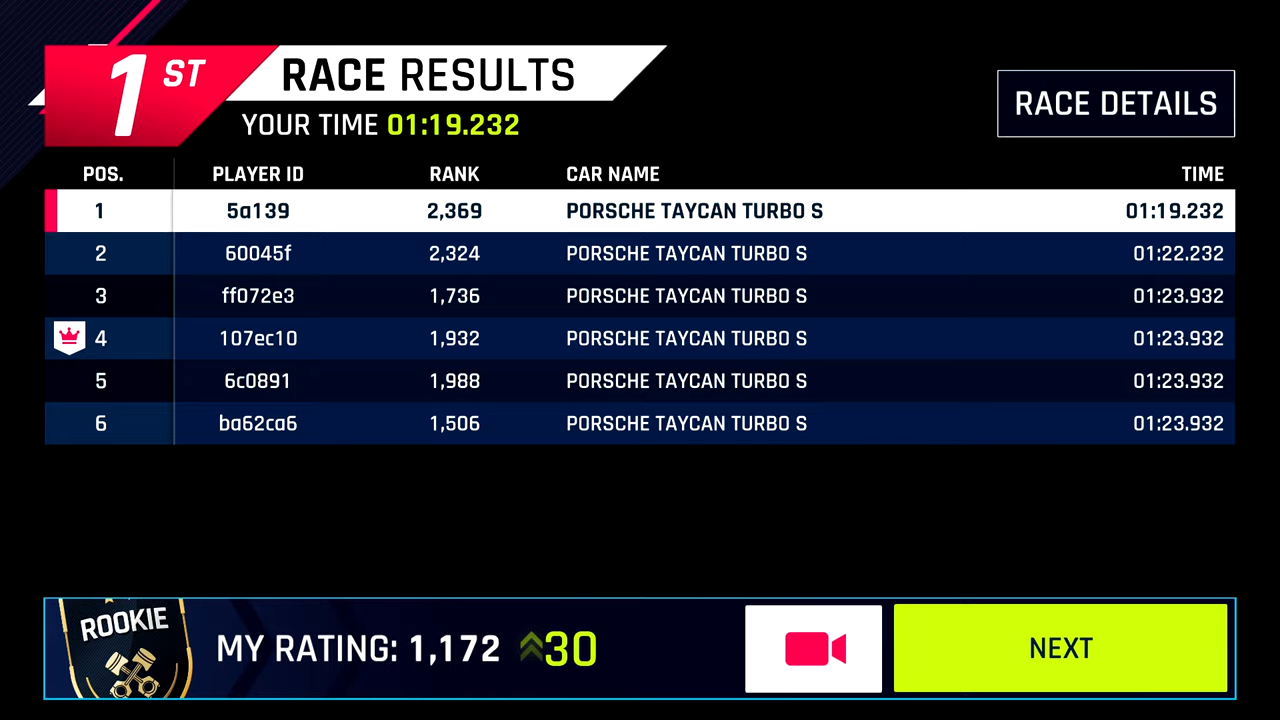 1ST
RACE RESULTS
YOUR TIME 01:19.232
RACE DETAILS
POS. PLAYER ID RANK CAR NAME TIME
1 5a139 2,369 PORSCHE TAYCAN TURBO S 01:19.232
2 60045f 2,324 PORSCHE TAYCAN TURBO S 01:22.232
3 ff072e3 1,736 PORSCHE TAYCAN TURBO S 01:23.932
4 107ec10 1,932 PORSCHE TAYCAN TURBO S 01:23.932
5 6c0891 1,988 PORSCHE TAYCAN TURBO S 01:23.932
6 ba62ca6 1,506 PORSCHE TAYCAN TURBO S 01:23.932
ROOKIE
MY RATING: 1,172 30
NEXT